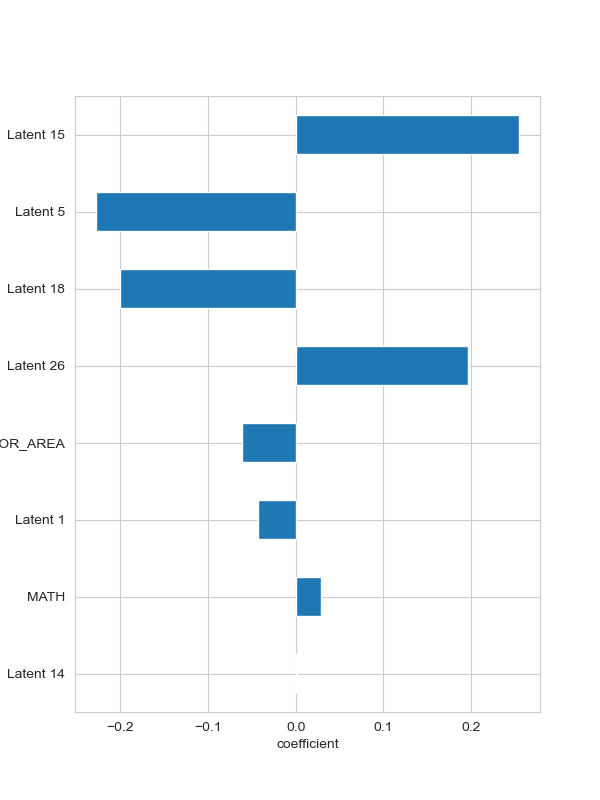 Latent 15
Latent 5
Latent 18
Latent 26
OR_AREA
Latent 1
MATH
Latent 14
−0.2 −0.1 0.0 0.1 0.2
coefficient